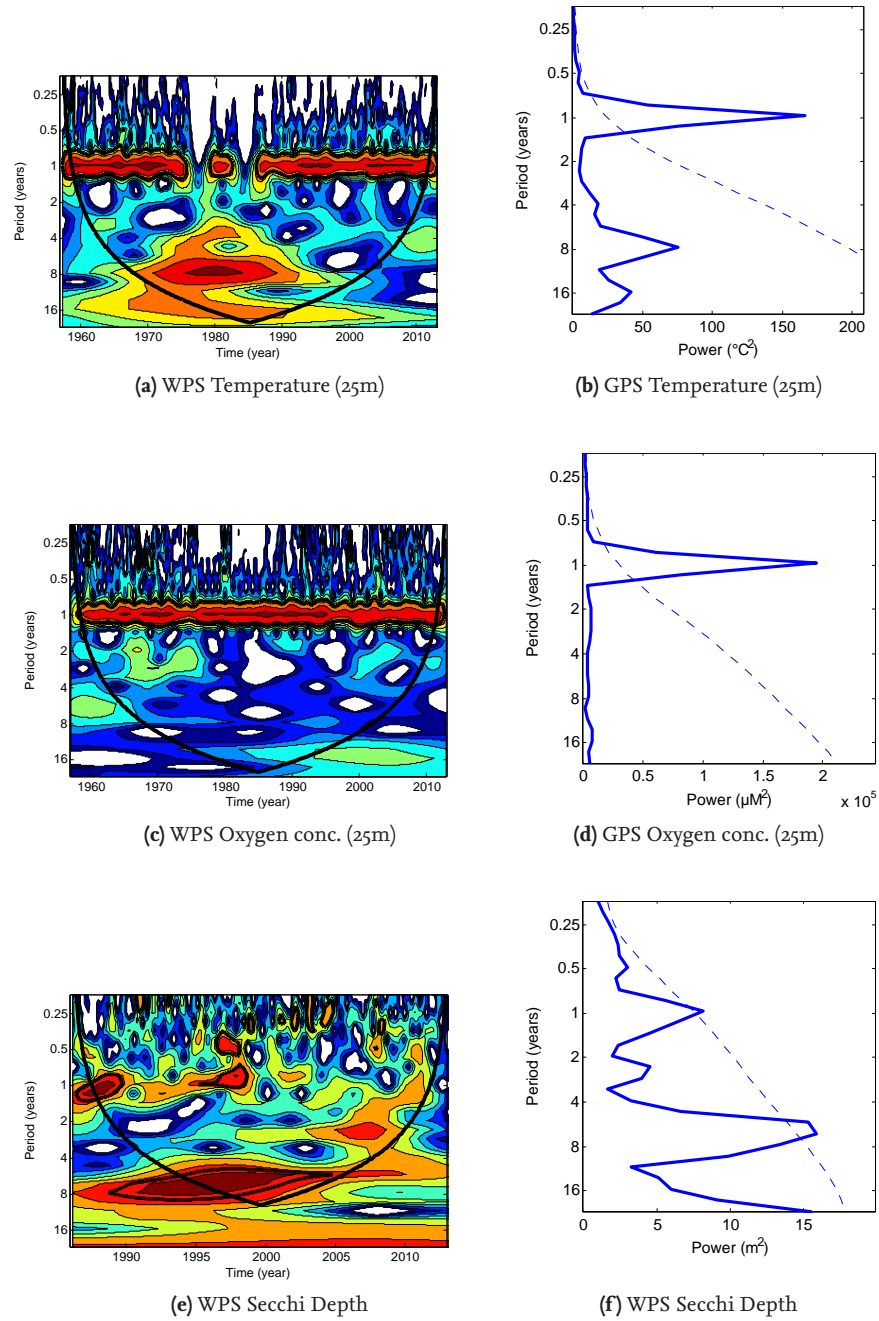 0.25
0.5
1
2
4
8
16
Period (years)
1960 1970 1980 1990 2000 2010
Time (year)
(a) WPS Temperature (25m)
0.25
0.5
1
2
4
8
16
Period (years)
0 50 100 150 200
Power (°C²)
(b) GPS Temperature (25m)
0.25
0.5
1
2
4
8
16
Period (years)
1960 1970 1980 1990 2000 2010
Time (year)
(c) WPS Oxygen conc. (25m)
0.25
0.5
1
2
4
8
16
Period (years)
0 0.5 1 1.5 2
Power (µM²) x 10⁵
(d) GPS Oxygen conc. (25m)
0.25
0.5
1
2
4
8
16
Period (years)
1990 1995 2000 2005 2010
Time (year)
(e) WPS Secchi Depth
0.25
0.5
1
2
4
8
16
Period (years)
0 5 10 15
Power (m²)
(f) WPS Secchi Depth